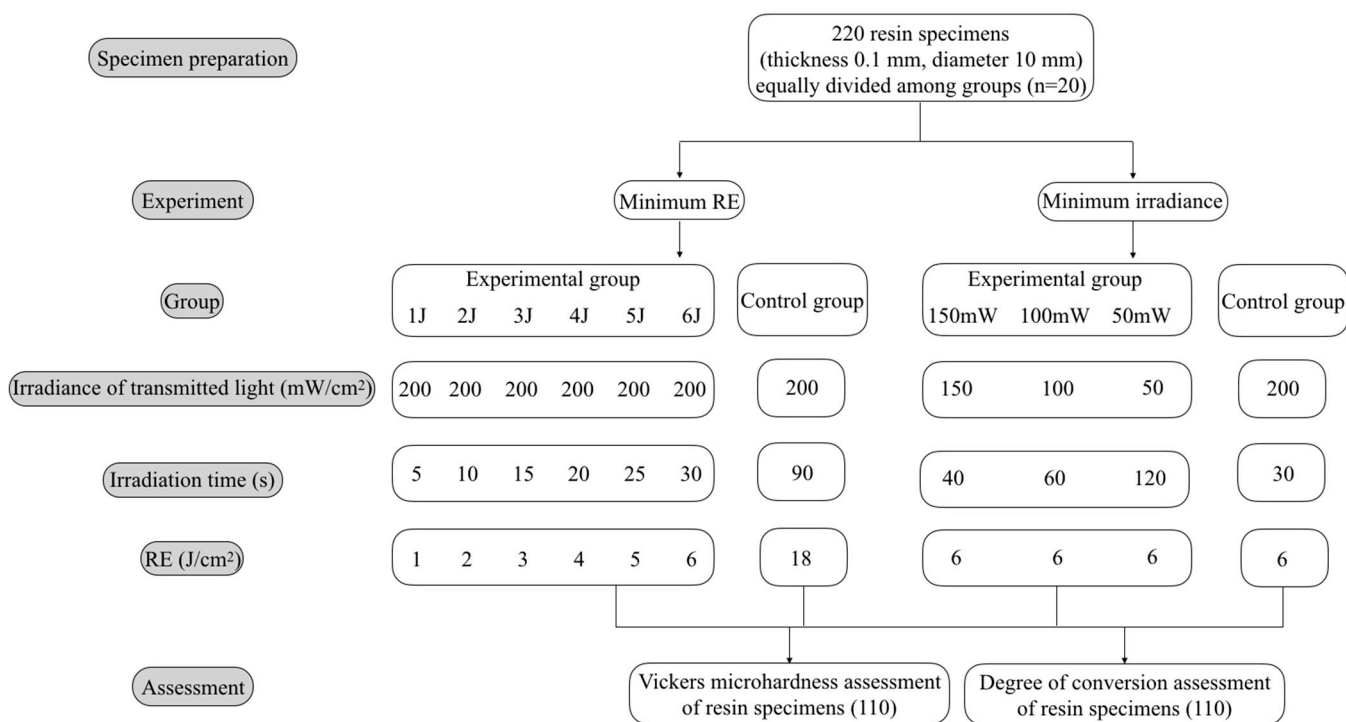 Specimen preparation
220 resin specimens
(thickness 0.1 mm, diameter 10 mm)
equally divided among groups (n=20)
Experiment
Minimum RE
Minimum irradiance
Group
Experimental group
1J 2J 3J 4J 5J 6J
Control group
Experimental group
150mW 100mW 50mW
Control group
Irradiance of transmitted light (mW/cm²)
200 200 200 200 200 200
200
150 100 50
200
Irradiation time (s)
5 10 15 20 25 30
90
40 60 120
30
RE (J/cm²)
1 2 3 4 5 6
18
6 6 6
6
Assessment
Vickers microhardness assessment
of resin specimens (110)
Degree of conversion assessment
of resin specimens (110)